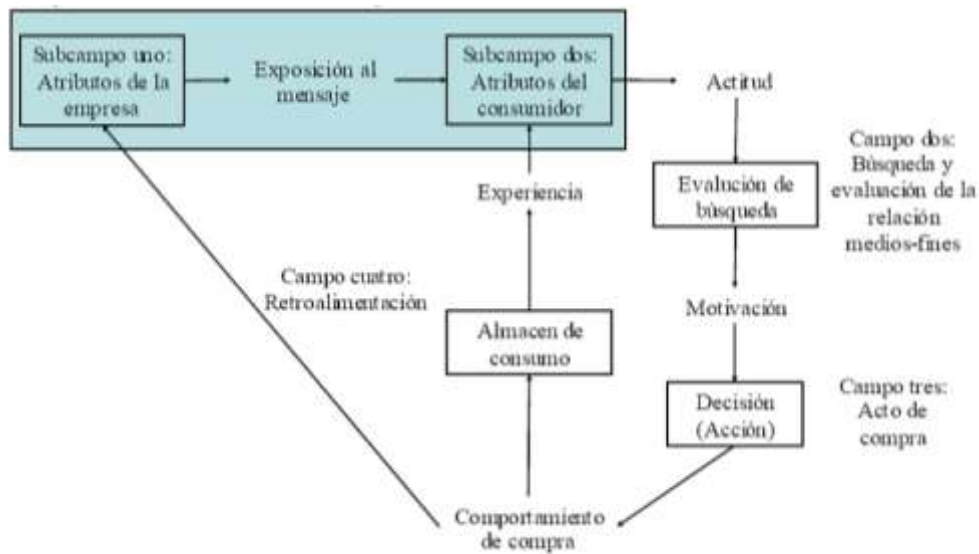 Subcampo uno:
Atributos de la
empresa
Exposición al
mensaje
Subcampo dos:
Atributos del
consumidor
Actitud
Campo dos:
Búsqueda y
evaluación de la
relación
medios-fines
Evalución de
búsqueda
Experiencia
Campo cuatro:
Retroalimentación
Motivación
Almacen de
consumo
Decisión
(Acción)
Campo tres:
Acto de
compra
Comportamiento
de compra